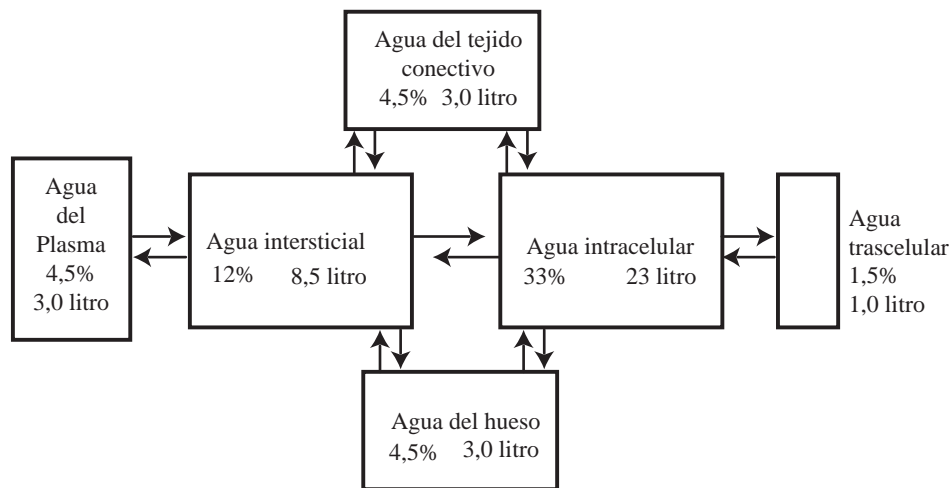 Agua del tejido
conectivo
4,5% 3,0 litro
Agua
del
Plasma
4,5%
3,0 litro
Agua intersticial
12% 8,5 litro
Agua intracelular
33% 23 litro
Agua
trascelular
1,5%
1,0 litro
Agua del hueso
4,5% 3,0 litro